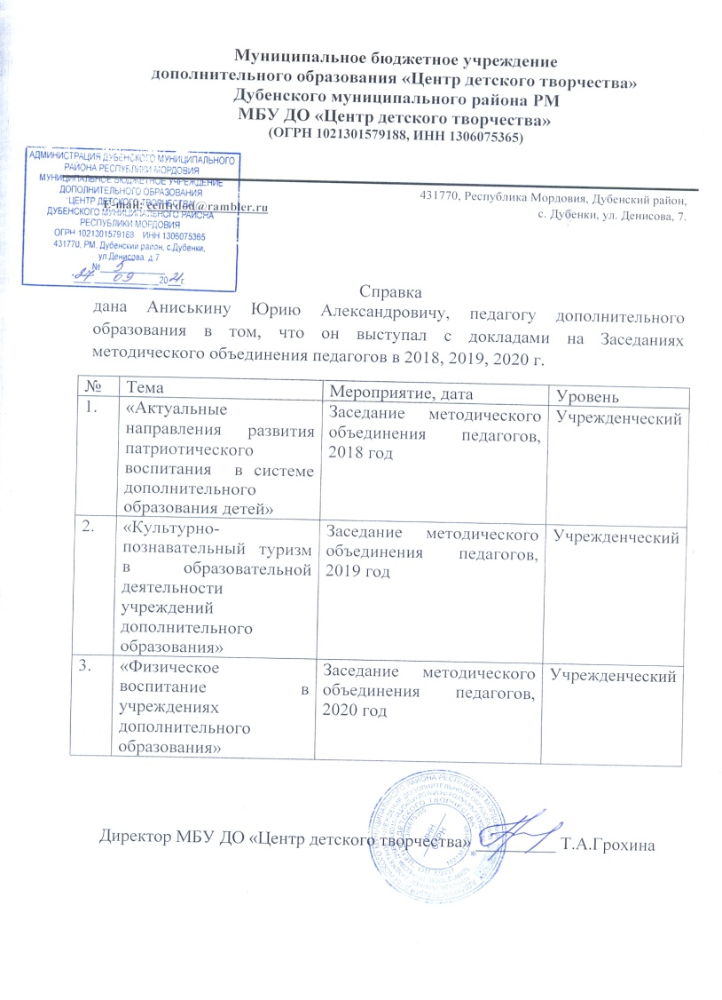 Муниципальное бюджетное учреждение
дополнительного образования «Центр детского творчества»
Дубенского муниципального района РМ
МБУ ДО «Центр детского творчества»
(ОГРН 1021301579188, ИНН 1306075365)
АДМИНИСТРАЦИЯ ДУБЕНСКОГО МУНИЦИПАЛЬНОГО
РАЙОНА РЕСПУБЛИКИ МОРДОВИЯ
МУНИЦИПАЛЬНОЕ БЮДЖЕТНОЕ УЧРЕЖДЕНИЕ
ДОПОЛНИТЕЛЬНОГО ОБРАЗОВАНИЯ
"ЦЕНТР ДЕТСКОГО ТВОРЧЕСТВА"
ДУБЕНСКОГО МУНИЦИПАЛЬНОГО РАЙОНА
РЕСПУБЛИКИ МОРДОВИЯ
ОГРН 1021301579188 ИНН 1306075365
431770, РМ, Дубенский район, с.Дубенки,
ул.Денисова, д.7
№ 5
27 09 2021 г.
E-mail: centrdod@rambler.ru
431770, Республика Мордовия, Дубенский район,
с. Дубенки, ул. Денисова, 7.
Справка
дана Аниськину Юрию Александровичу, педагогу дополнительного
образования в том, что он выступал с докладами на Заседаниях
методического объединения педагогов в 2018, 2019, 2020 г.
№ Тема Мероприятие, дата Уровень
1. «Актуальные Заседание методического Учрежденческий
направления развития объединения педагогов,
патриотического 2018 год
воспитания в системе
дополнительного
образования детей»
2. «Культурно- Заседание методического Учрежденческий
познавательный туризм объединения педагогов,
в образовательной 2019 год
деятельности
учреждений
дополнительного
образования»
3. «Физическое Заседание методического Учрежденческий
воспитание в объединения педагогов,
учреждениях 2020 год
дополнительного
образования»
Директор МБУ ДО «Центр детского творчества» Т.А.Грохина